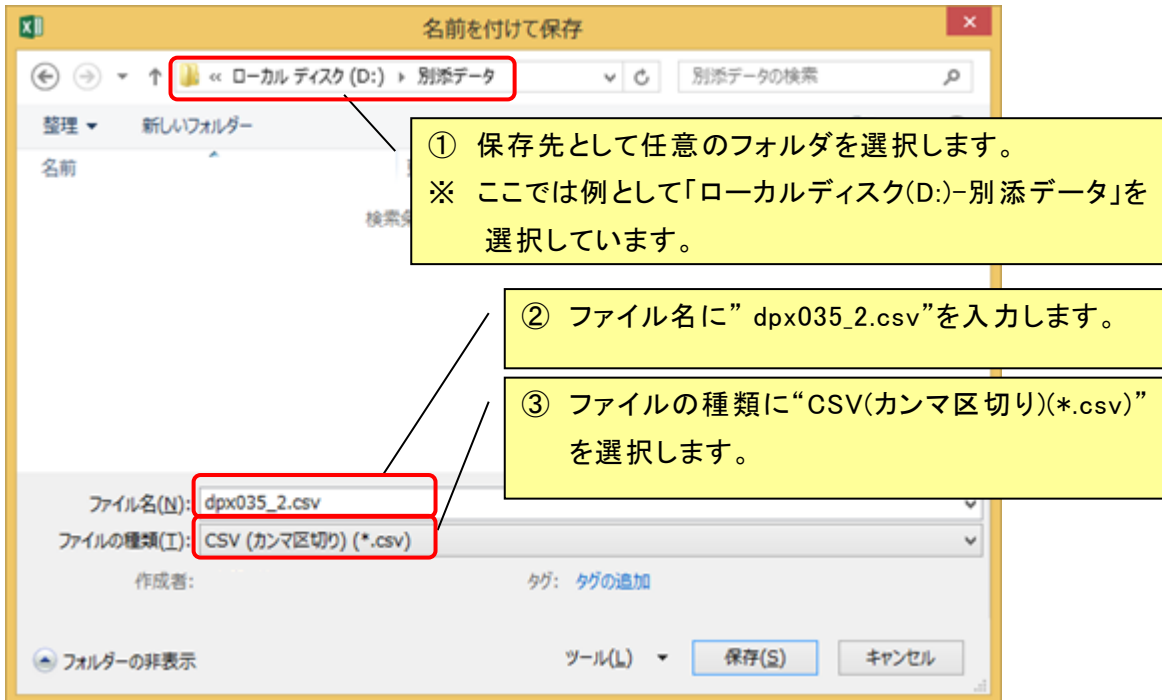 名前を付けて保存
« ローカル ディスク (D:) ▸ 別添データ
別添データの検索
整理 ▼ 新しいフォルダー
名前
① 保存先として任意のフォルダを選択します。
※ ここでは例として「ローカルディスク(D:)-別添データ」を
選択しています。
② ファイル名に” dpx035_2.csv”を入力します。
③ ファイルの種類に“CSV(カンマ区切り)(*.csv)”
を選択します。
ファイル名(N): dpx035_2.csv
ファイルの種類(T): CSV (カンマ区切り) (*.csv)
作成者: タグ: タグの追加
フォルダーの非表示 ツール(L) ▼ 保存(S) キャンセル